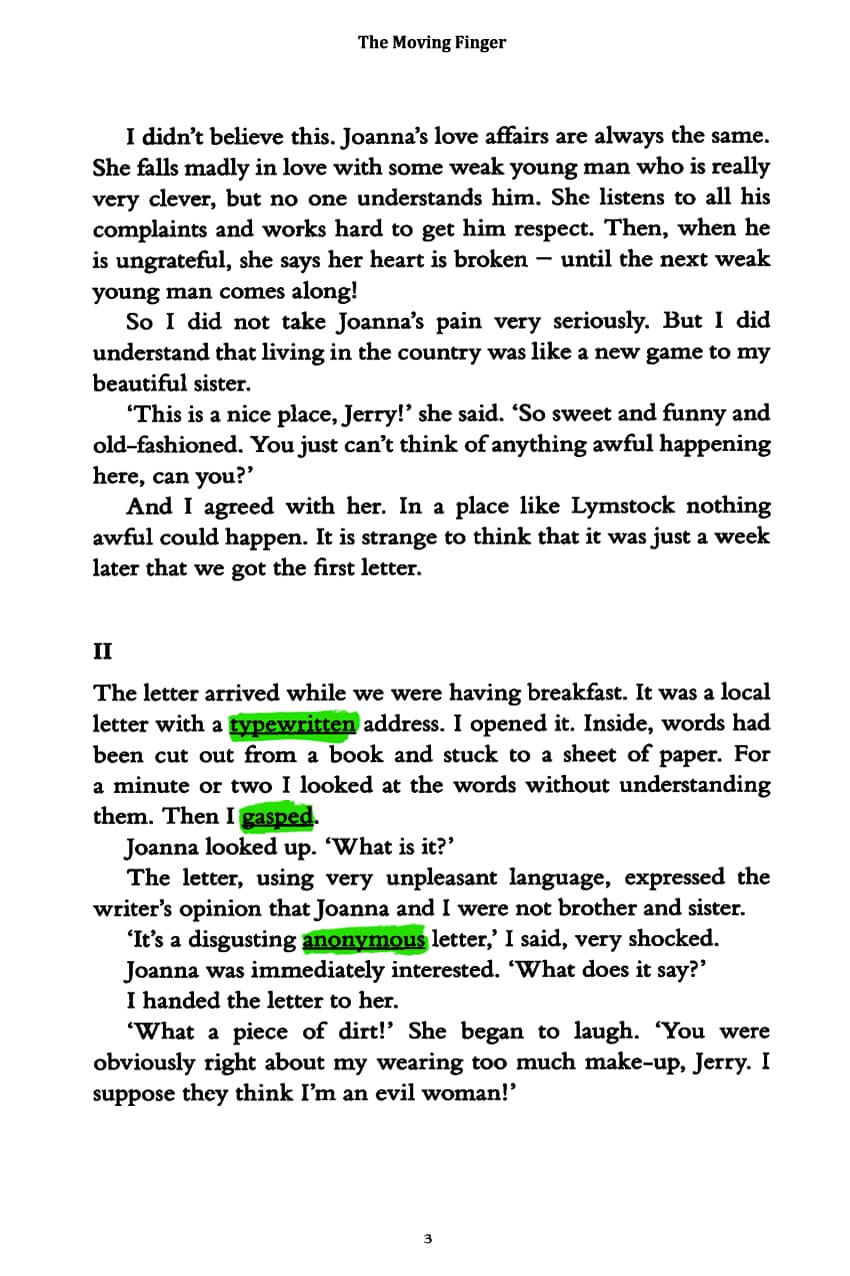 The Moving Finger
I didn’t believe this. Joanna’s love affairs are always the same.
She falls madly in love with some weak young man who is really
very clever, but no one understands him. She listens to all his
complaints and works hard to get him respect. Then, when he
is ungrateful, she says her heart is broken – until the next weak
young man comes along!
So I did not take Joanna’s pain very seriously. But I did
understand that living in the country was like a new game to my
beautiful sister.
‘This is a nice place, Jerry!’ she said. ‘So sweet and funny and
old-fashioned. You just can’t think of anything awful happening
here, can you?’
And I agreed with her. In a place like Lymstock nothing
awful could happen. It is strange to think that it was just a week
later that we got the first letter.
II
The letter arrived while we were having breakfast. It was a local
letter with a typewritten address. I opened it. Inside, words had
been cut out from a book and stuck to a sheet of paper. For
a minute or two I looked at the words without understanding
them. Then I gasped.
Joanna looked up. ‘What is it?’
The letter, using very unpleasant language, expressed the
writer’s opinion that Joanna and I were not brother and sister.
‘It’s a disgusting anonymous letter,’ I said, very shocked.
Joanna was immediately interested. ‘What does it say?’
I handed the letter to her.
‘What a piece of dirt!’ She began to laugh. ‘You were
obviously right about my wearing too much make-up, Jerry. I
suppose they think I’m an evil woman!’
3